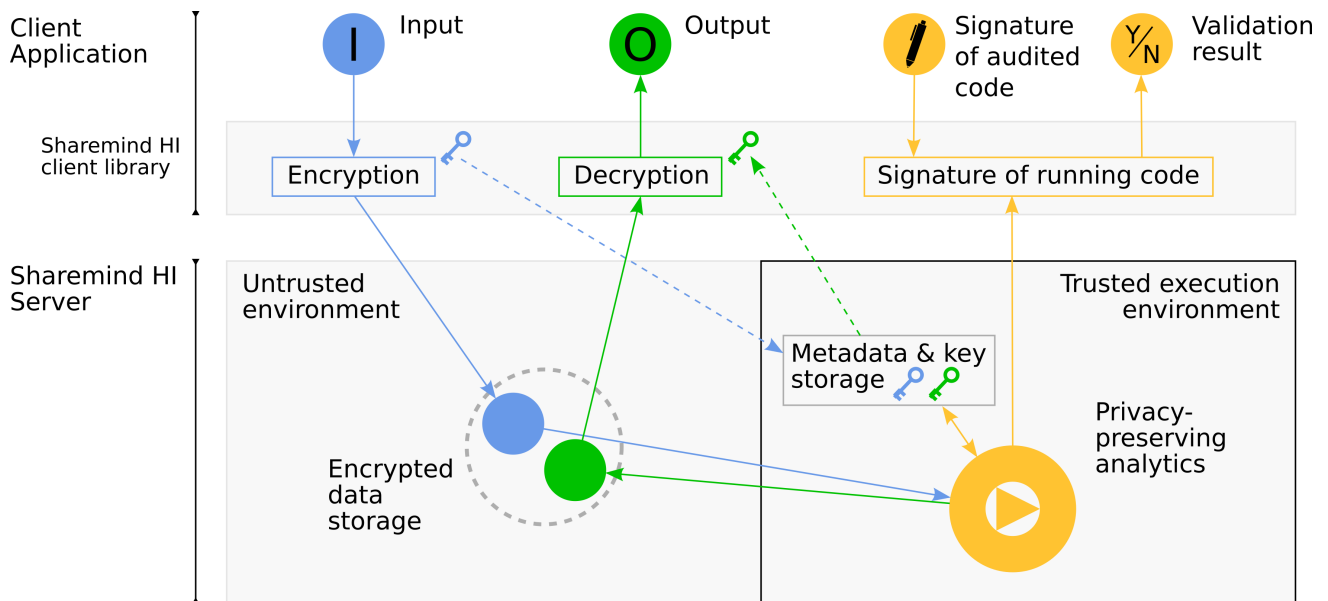 Client
Application
I
Input
O
Output
Signature
of audited
code
Y/N
Validation
result
Sharemind HI
client library
Encryption
Decryption
Signature of running code
Sharemind HI
Server
Untrusted
environment
Trusted execution
environment
Metadata & key
storage
Privacy-
preserving
analytics
Encrypted
data
storage